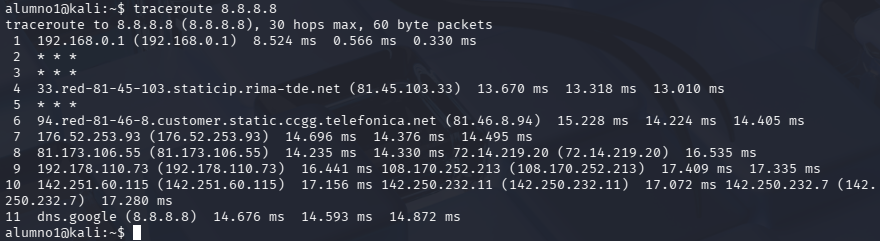 alumno1@kali:~$ traceroute 8.8.8.8
traceroute to 8.8.8.8 (8.8.8.8), 30 hops max, 60 byte packets
 1  192.168.0.1 (192.168.0.1)  8.524 ms  0.566 ms  0.330 ms
 2  * * *
 3  * * *
 4  33.red-81-45-103.staticip.rima-tde.net (81.45.103.33)  13.670 ms  13.318 ms  13.010 ms
 5  * * *
 6  94.red-81-46-8.customer.static.ccgg.telefonica.net (81.46.8.94)  15.228 ms  14.224 ms  14.405 ms
 7  176.52.253.93 (176.52.253.93)  14.696 ms  14.376 ms  14.495 ms
 8  81.173.106.55 (81.173.106.55)  14.235 ms  14.330 ms 72.14.219.20 (72.14.219.20)  16.535 ms
 9  192.178.110.73 (192.178.110.73)  16.441 ms 108.170.252.213 (108.170.252.213)  17.409 ms  17.335 ms
10  142.251.60.115 (142.251.60.115)  17.156 ms 142.250.232.11 (142.250.232.11)  17.072 ms 142.250.232.7 (142.
250.232.7)  17.280 ms
11  dns.google (8.8.8.8)  14.676 ms  14.593 ms  14.872 ms
alumno1@kali:~$